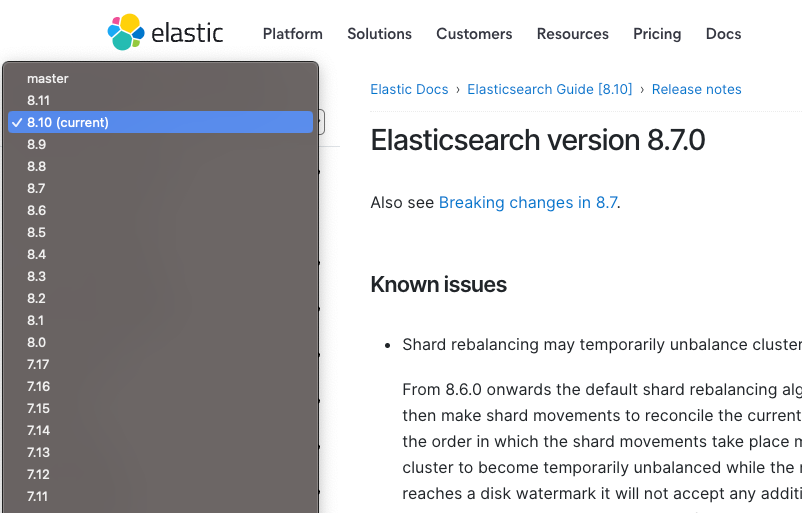 elastic
Platform Solutions Customers Resources Pricing Docs
master
8.11
8.10 (current)
8.9
8.8
8.7
8.6
8.5
8.4
8.3
8.2
8.1
8.0
7.17
7.16
7.15
7.14
7.13
7.12
7.11
Elastic Docs › Elasticsearch Guide [8.10] › Release notes
Elasticsearch version 8.7.0
Also see Breaking changes in 8.7.
Known issues
• Shard rebalancing may temporarily unbalance cluster
From 8.6.0 onwards the default shard rebalancing alg
then make shard movements to reconcile the current
the order in which the shard movements take place m
cluster to become temporarily unbalanced while the
reaches a disk watermark it will not accept any additi